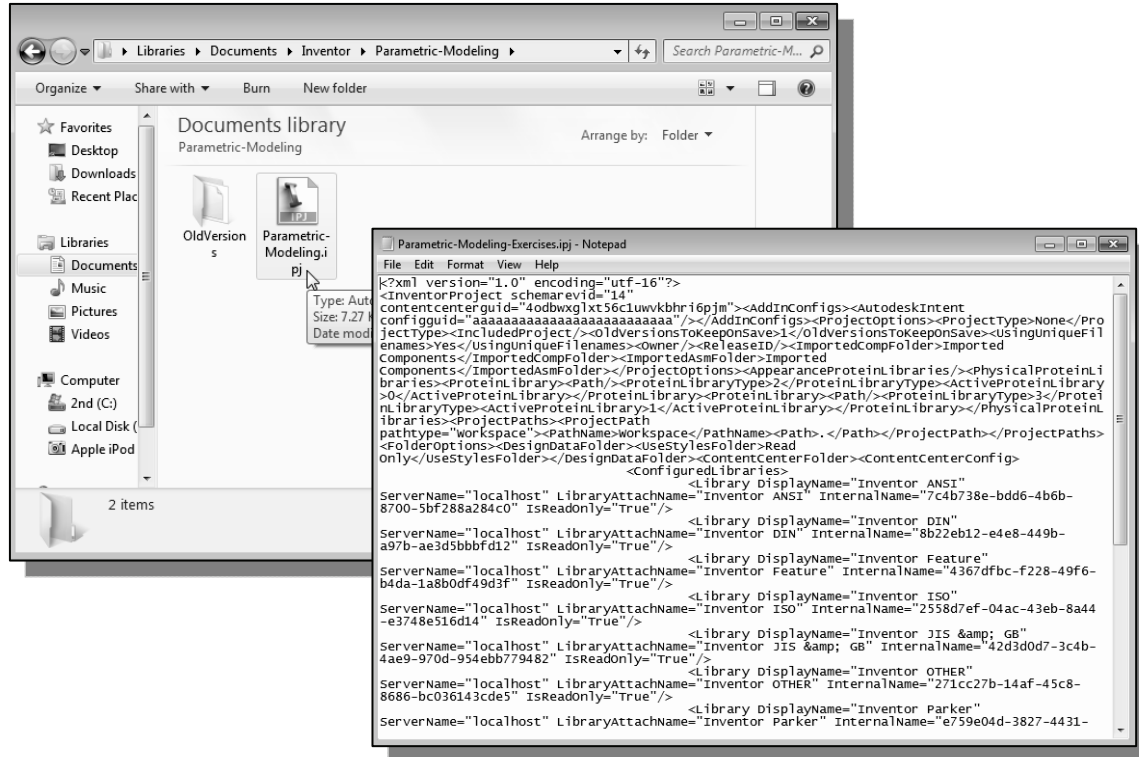 Libraries ▸ Documents ▸ Inventor ▸ Parametric-Modeling ▸
Search Parametric-M...
Organize Share with Burn New folder
Favorites
Desktop
Downloads
Recent Plac
Libraries
Documents
Music
Pictures
Videos
Computer
2nd (C:)
Local Disk (
Apple iPod
Documents library
Parametric-Modeling
Arrange by: Folder
OldVersion
s
IPJ
Parametric-
Modeling.i
pj
Type: Aut
Size: 7.27 K
Date modi
2 items
Parametric-Modeling-Exercises.ipj - Notepad
File Edit Format View Help
<?xml version="1.0" encoding="utf-16"?>
<InventorProject schemarevid="14"
contentcenterguid="4odbwxglxt56c1uwvkbhri6pjm"><AddInConfigs><AutodeskIntent
configguid="aaaaaaaaaaaaaaaaaaaaaaaaaa"/></AddInConfigs><ProjectOptions><ProjectType>None</Pro
jectType><IncludedProject/><OldVersionsToKeepOnSave>1</OldVersionsToKeepOnSave><UsingUniqueFil
enames>Yes</UsingUniqueFilenames><Owner/><ReleaseID/><ImportedCompFolder>Imported
Components</ImportedCompFolder><ImportedAsmFolder>Imported
Components</ImportedAsmFolder></ProjectOptions><AppearanceProteinLibraries/><PhysicalProteinLi
braries><ProteinLibrary><Path/><ProteinLibraryType>2</ProteinLibraryType><ActiveProteinLibrary
>0</ActiveProteinLibrary></ProteinLibrary><ProteinLibrary><Path/><ProteinLibraryType>3</Protei
nLibraryType><ActiveProteinLibrary>1</ActiveProteinLibrary></ProteinLibrary></PhysicalProteinL
ibraries><ProjectPaths><ProjectPath
pathtype="Workspace"><PathName>Workspace</PathName><Path>.</Path></ProjectPath></ProjectPaths>
<FolderOptions><DesignDataFolder><UseStylesFolder>Read
Only</UseStylesFolder></DesignDataFolder><ContentCenterFolder><ContentCenterConfig>
<ConfiguredLibraries>
<Library DisplayName="Inventor ANSI"
ServerName="localhost" LibraryAttachName="Inventor ANSI" InternalName="7c4b738e-bdd6-4b6b-
8700-5bf288a284c0" IsReadOnly="True"/>
<Library DisplayName="Inventor DIN"
ServerName="localhost" LibraryAttachName="Inventor DIN" InternalName="8b22eb12-e4e8-449b-
a97b-ae3d5bbbfd12" IsReadOnly="True"/>
<Library DisplayName="Inventor Feature"
ServerName="localhost" LibraryAttachName="Inventor Feature" InternalName="4367dfbc-f228-49f6-
b4da-1a8b0df49d3f" IsReadOnly="True"/>
<Library DisplayName="Inventor ISO"
ServerName="localhost" LibraryAttachName="Inventor ISO" InternalName="2558d7ef-04ac-43eb-8a44
-e3748e516d14" IsReadOnly="True"/>
<Library DisplayName="Inventor JIS &amp; GB"
ServerName="localhost" LibraryAttachName="Inventor JIS &amp; GB" InternalName="42d3d0d7-3c4b-
4ae9-970d-954ebb779482" IsReadOnly="True"/>
<Library DisplayName="Inventor OTHER"
ServerName="localhost" LibraryAttachName="Inventor OTHER" InternalName="271cc27b-14af-45c8-
8686-bc036143cde5" IsReadOnly="True"/>
<Library DisplayName="Inventor Parker"
ServerName="localhost" LibraryAttachName="Inventor Parker" InternalName="e759e04d-3827-4431-